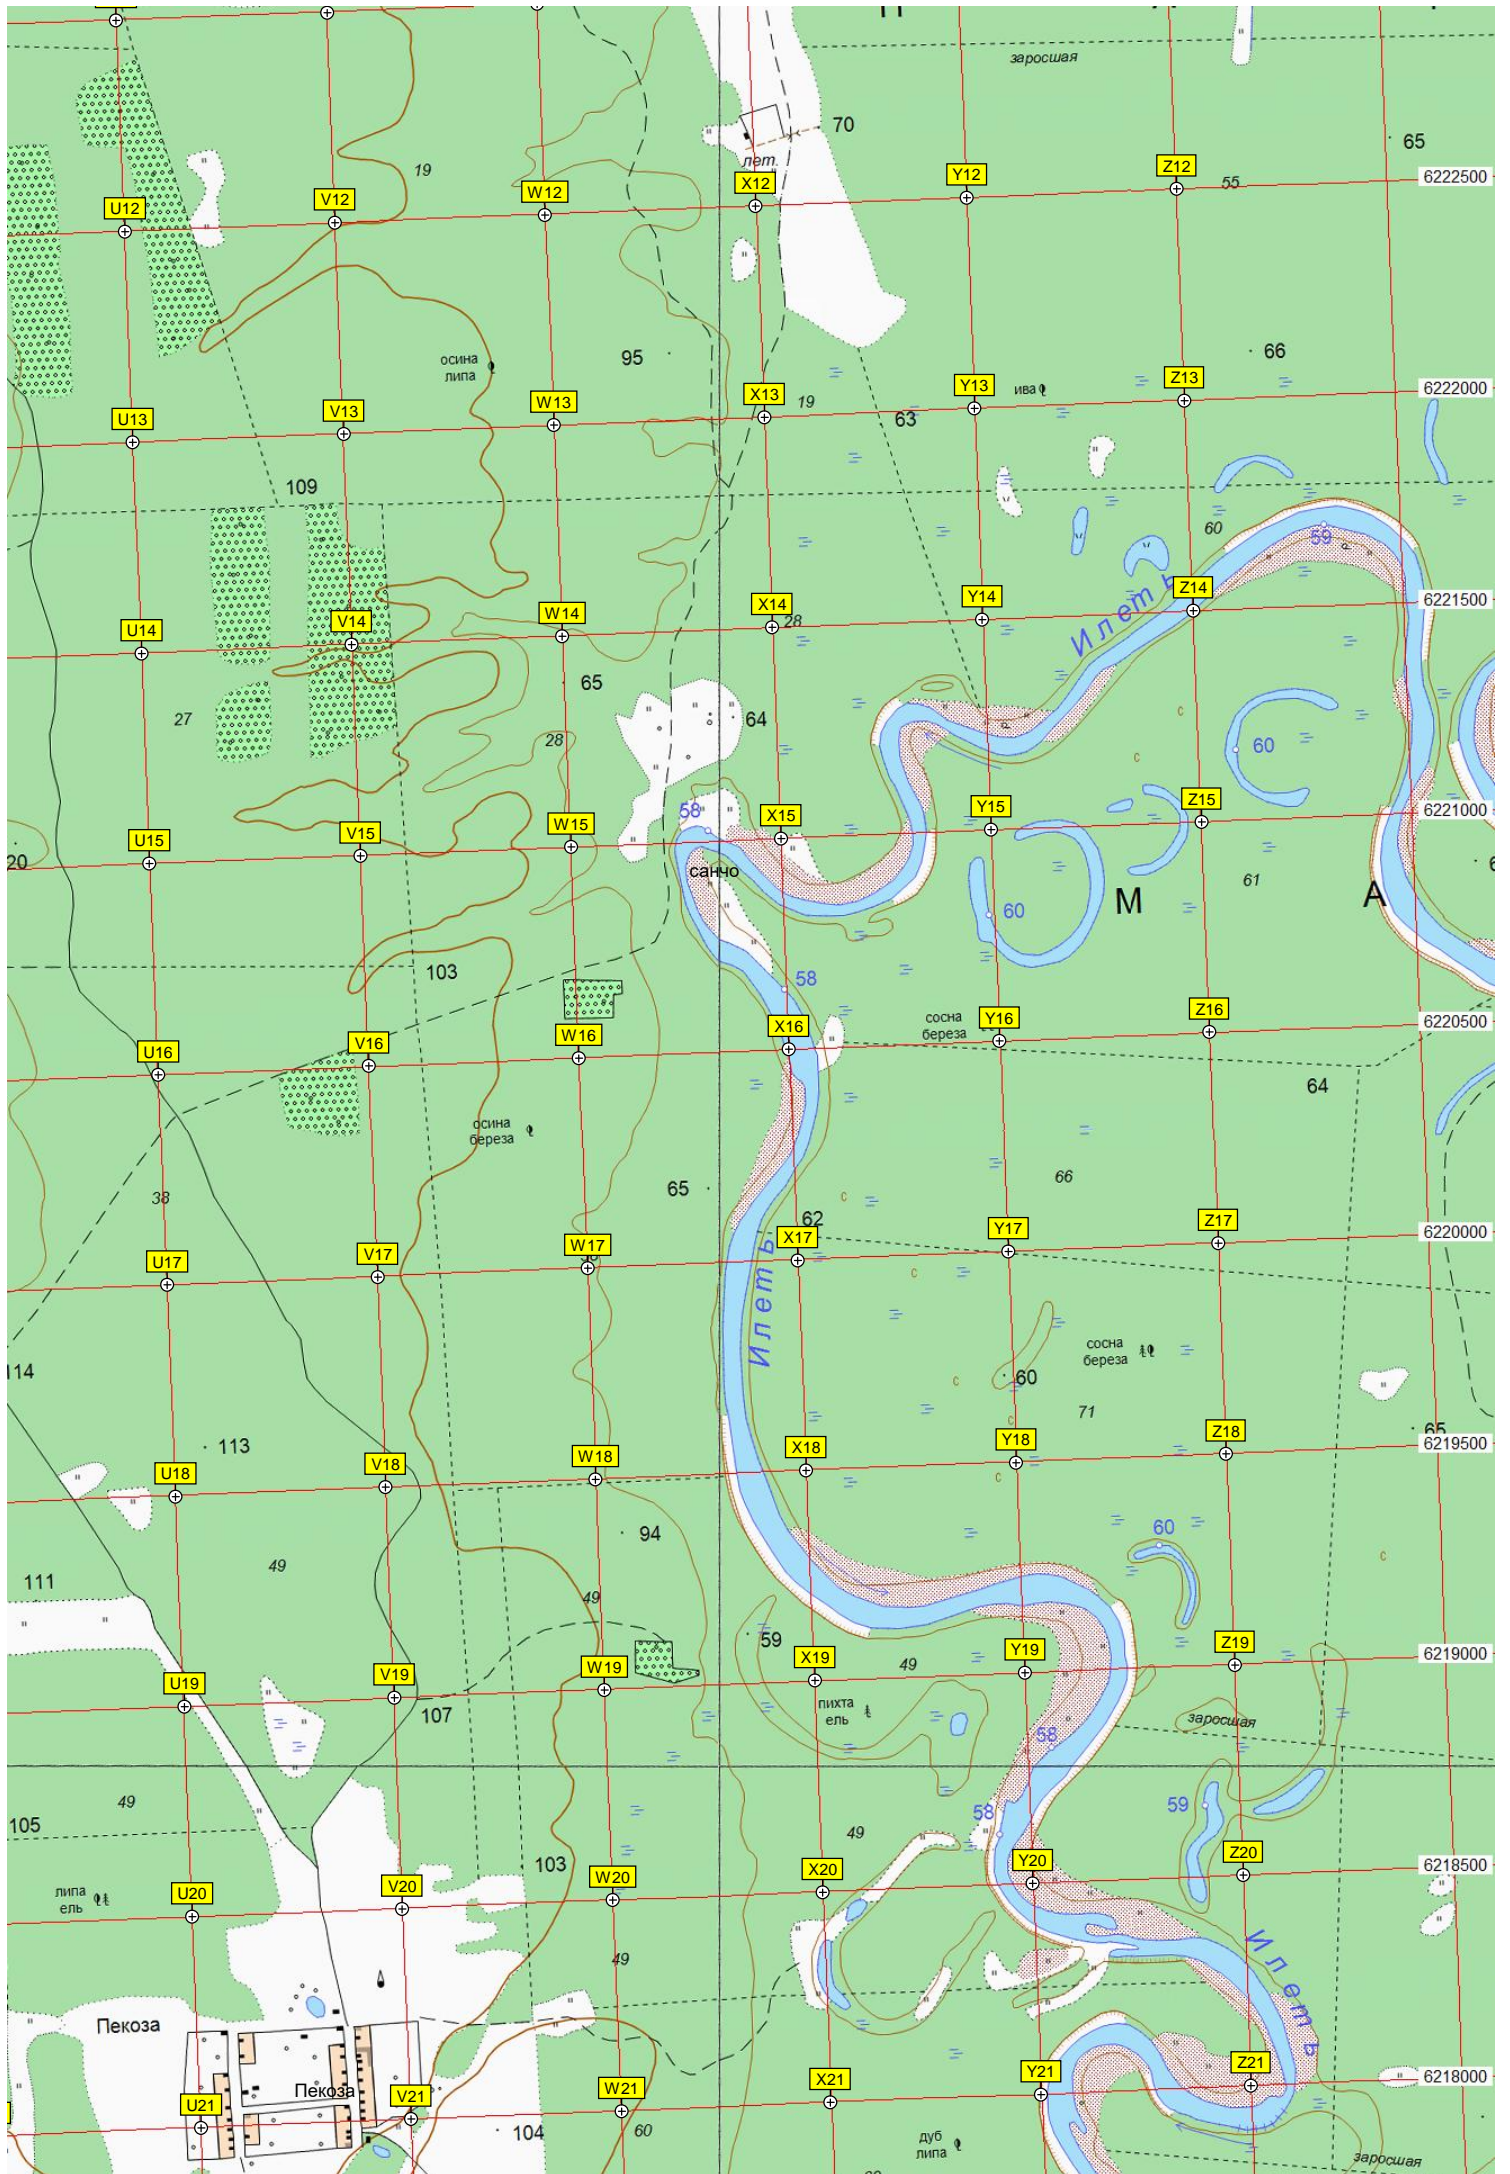 заросшая
70
65
лет.
19
U12
V12
W12
X12
Y12
Z12
55
6222500
осина
липа
95
66
U13
V13
W13
X13
19
63
Y13
ива
Z13
6222000
109
60
59
Илеть
U14
V14
W14
X14
28
Y14
Z14
6221500
27
65
64
28
60
58
U15
V15
W15
X15
Y15
Z15
6221000
20
санчо
61
60
М
А
103
58
U16
V16
W16
X16
сосна
береза
Y16
Z16
6220500
64
осина
береза
38
65
66
62
U17
V17
W17
X17
Y17
Z17
6220000
Илеть
114
сосна
береза
60
71
65
113
U18
V18
W18
X18
Y18
Z18
6219500
94
60
49
111
49
59
U19
V19
W19
X19
49
Y19
Z19
6219000
107
пихта
ель
заросшая
58
49
105
58
59
49
103
липа
ель
U20
V20
W20
X20
Y20
Z20
6218500
49
Илеть
Пекоза
Пекоза
U21
V21
W21
X21
Y21
Z21
6218000
104
60
дуб
липа
заросшая